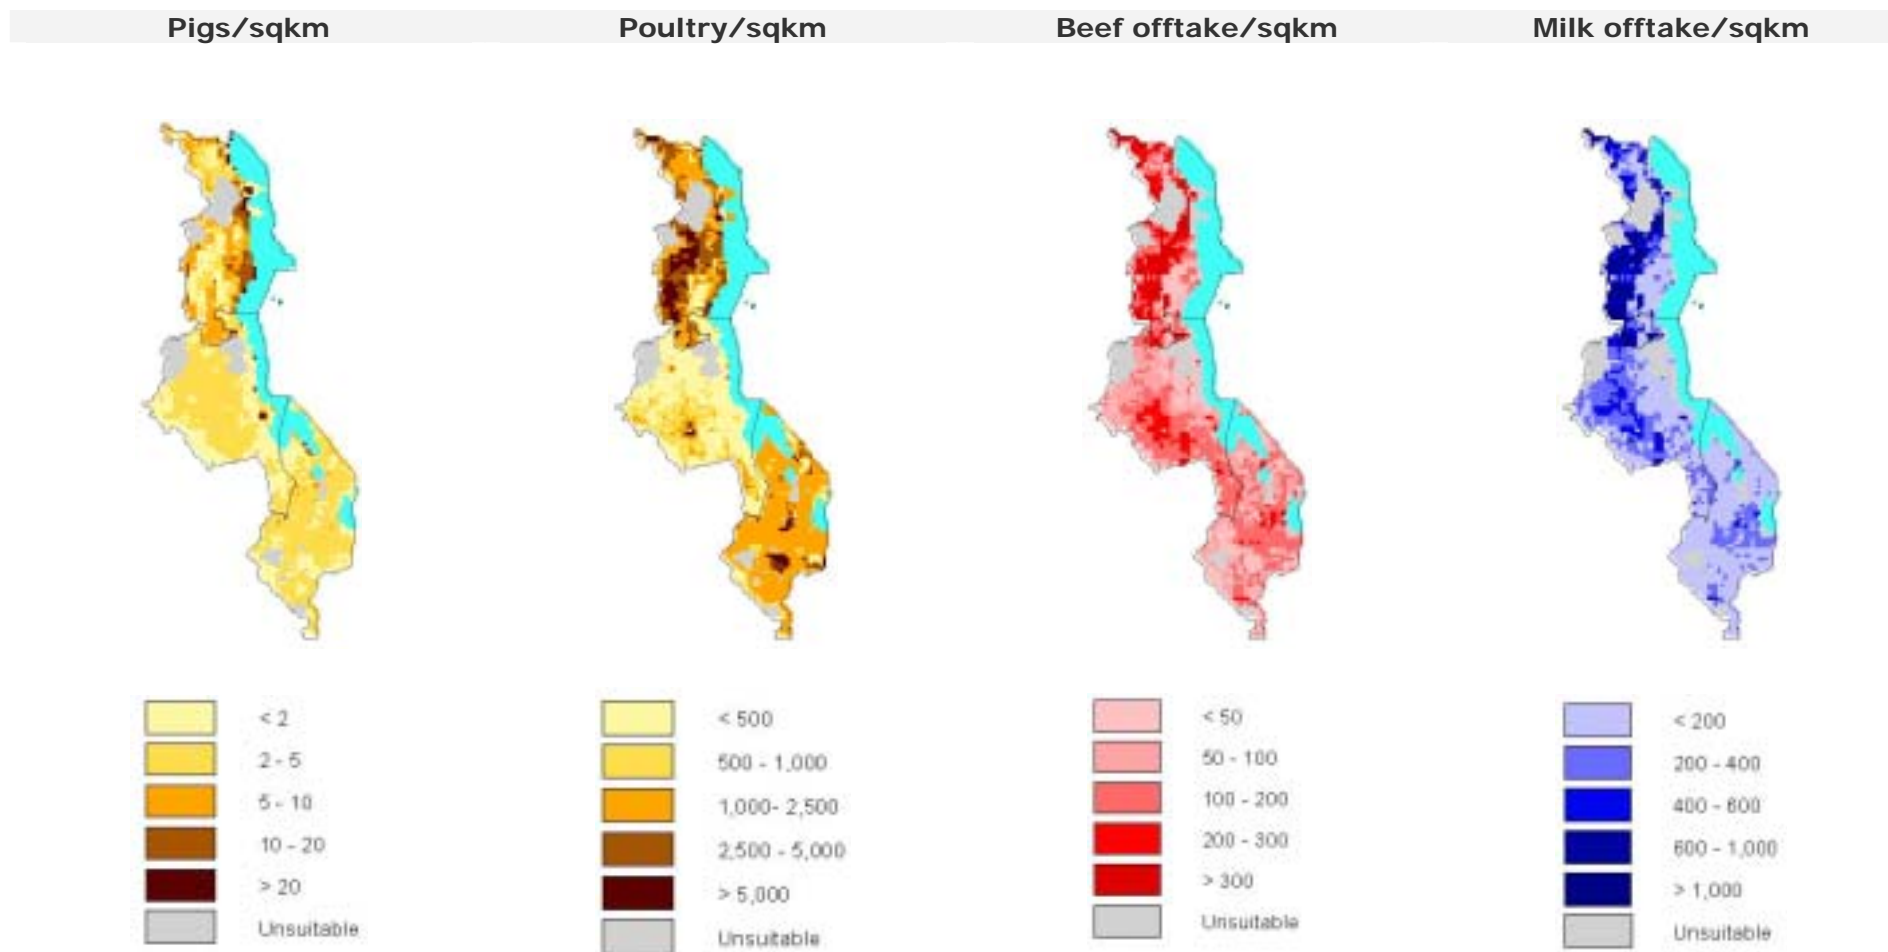 Pigs/sqkm
Poultry/sqkm
Beef offtake/sqkm
Milk offtake/sqkm
< 2
2 - 5
5 - 10
10 - 20
> 20
Unsuitable
< 500
500 - 1,000
1,000- 2,500
2,500 - 5,000
> 5,000
Unsuitable
< 50
50 - 100
100 - 200
200 - 300
> 300
Unsuitable
< 200
200 - 400
400 - 600
600 - 1,000
> 1,000
Unsuitable